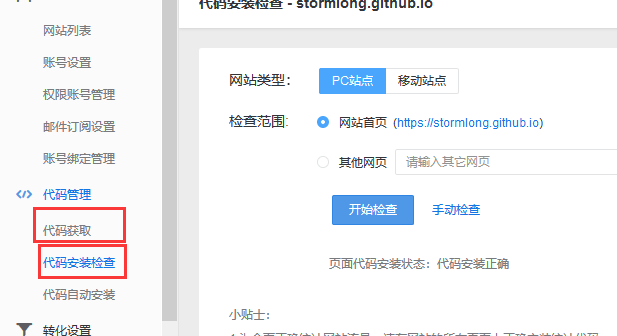 代码安装检查 - stormlong.github.io
网站列表
账号设置
权限账号管理
邮件订阅设置
账号绑定管理
代码管理
代码获取
代码安装检查
代码自动安装
转化设置
网站类型：
PC站点
移动站点
检查范围:
网站首页 (https://stormlong.github.io)
其他网页
请输入其它网页
开始检查
手动检查
页面代码安装状态：代码安装正确
小贴士：